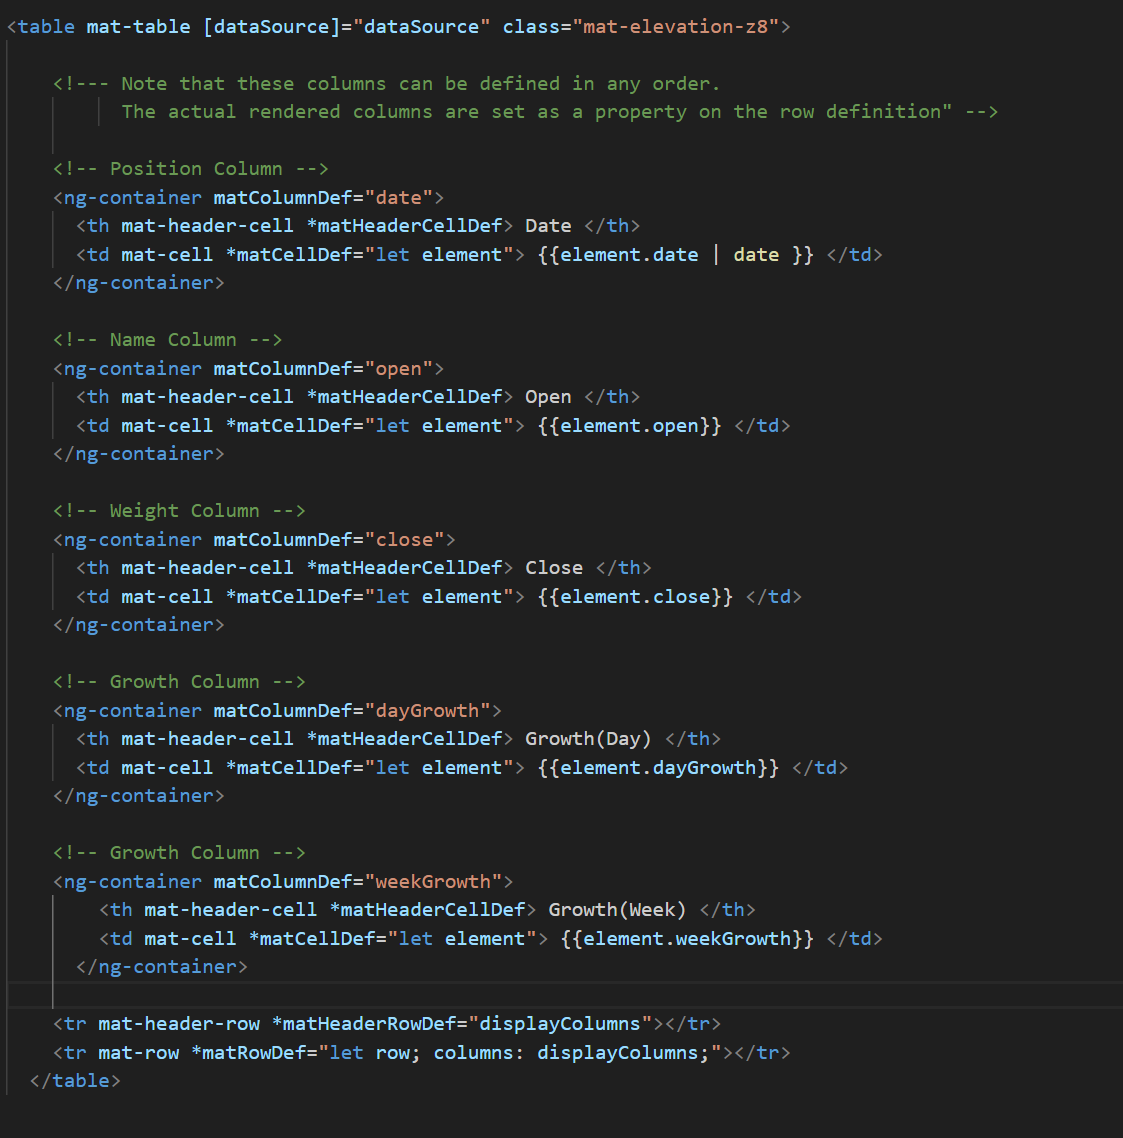 <table mat-table [dataSource]="dataSource" class="mat-elevation-z8">
<!--- Note that these columns can be defined in any order.
The actual rendered columns are set as a property on the row definition" -->
<!-- Position Column -->
<ng-container matColumnDef="date">
<th mat-header-cell *matHeaderCellDef> Date </th>
<td mat-cell *matCellDef="let element"> {{element.date | date }} </td>
</ng-container>
<!-- Name Column -->
<ng-container matColumnDef="open">
<th mat-header-cell *matHeaderCellDef> Open </th>
<td mat-cell *matCellDef="let element"> {{element.open}} </td>
</ng-container>
<!-- Weight Column -->
<ng-container matColumnDef="close">
<th mat-header-cell *matHeaderCellDef> Close </th>
<td mat-cell *matCellDef="let element"> {{element.close}} </td>
</ng-container>
<!-- Growth Column -->
<ng-container matColumnDef="dayGrowth">
<th mat-header-cell *matHeaderCellDef> Growth(Day) </th>
<td mat-cell *matCellDef="let element"> {{element.dayGrowth}} </td>
</ng-container>
<!-- Growth Column -->
<ng-container matColumnDef="weekGrowth">
<th mat-header-cell *matHeaderCellDef> Growth(Week) </th>
<td mat-cell *matCellDef="let element"> {{element.weekGrowth}} </td>
</ng-container>
<tr mat-header-row *matHeaderRowDef="displayColumns"></tr>
<tr mat-row *matRowDef="let row; columns: displayColumns;"></tr>
</table>